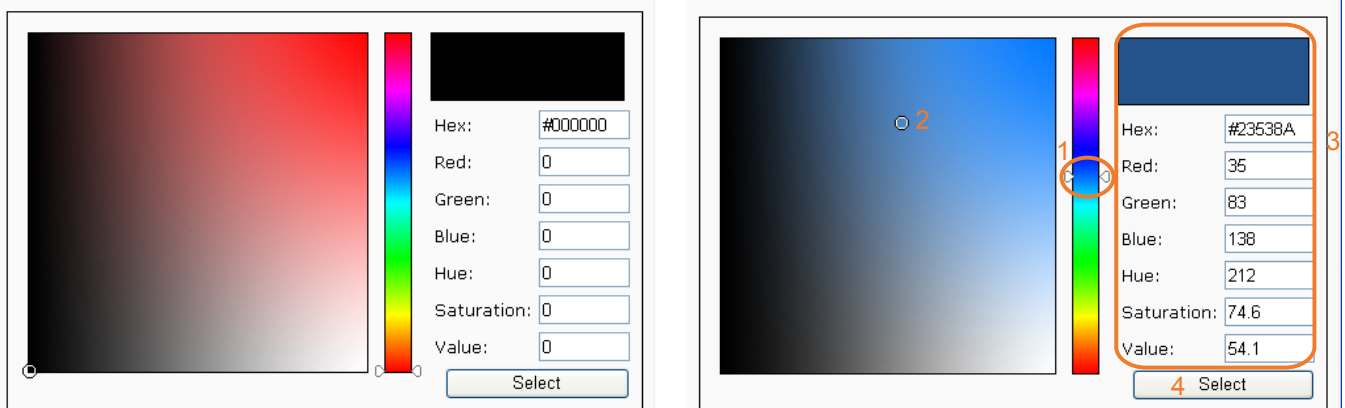 Hex: #000000
Red: 0
Green: 0
Blue: 0
Hue: 0
Saturation: 0
Value: 0
Select
1
2
3
Hex: #23538A
Red: 35
Green: 83
Blue: 138
Hue: 212
Saturation: 74.6
Value: 54.1
4 Select